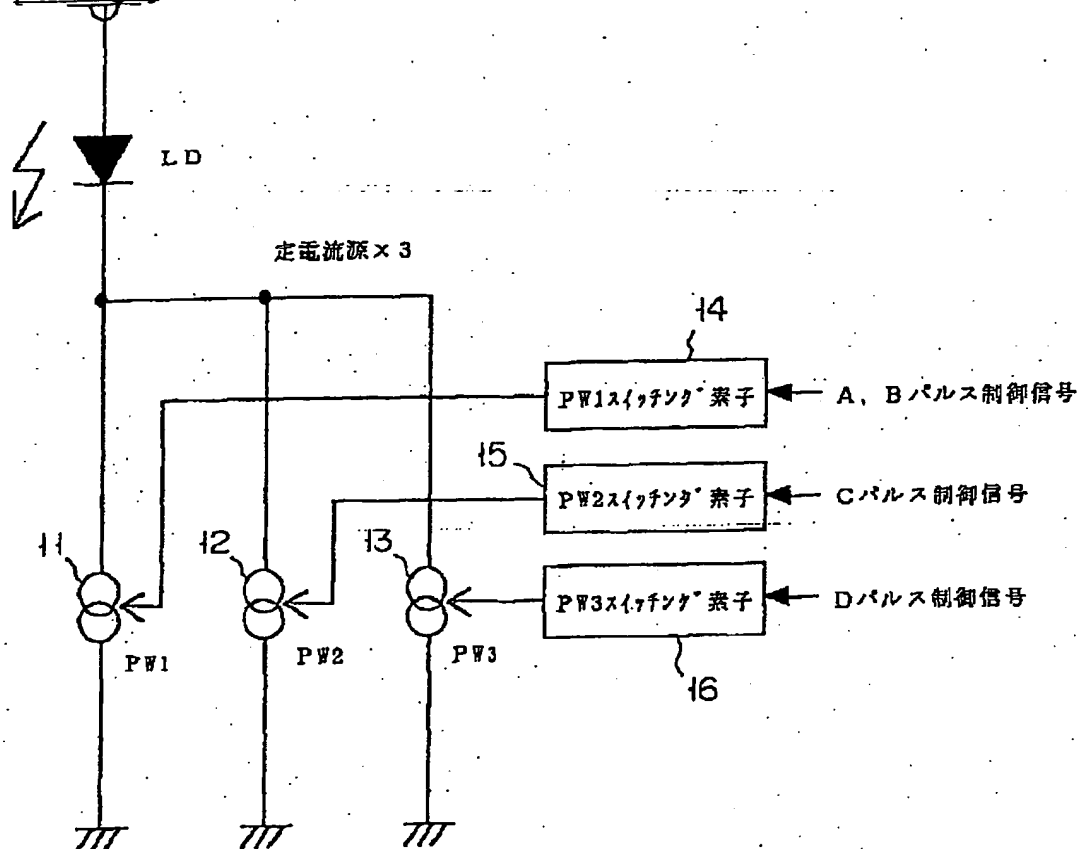 LD
定電流源×3
14
PW1スイッチング素子
A、Bパルス制御信号
15
PW2スイッチング素子
Cパルス制御信号
11
12
13
PW3スイッチング素子
Dパルス制御信号
PW1
PW2
PW3
16